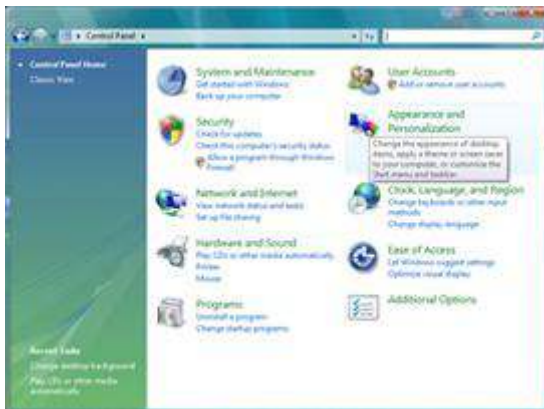 Control Panel
Control Panel Home
Classic View
System and Maintenance
Get started with Windows
Back up your computer
Security
Check for updates
Check this computer's security status
Allow a program through Windows
Firewall
Network and Internet
View network status and tasks
Set up file sharing
Hardware and Sound
Play CDs or other media automatically
Printer
Mouse
Programs
Uninstall a program
Change startup programs
User Accounts
Add or remove user accounts
Appearance and
Personalization
Change the appearance of desktop
items, apply a theme or screen saver
to your computer, or customize the
Start menu and taskbar.
Clock, Language, and Region
Change keyboards or other input
methods
Change display language
Ease of Access
Let Windows suggest settings
Optimize visual display
Additional Options
Recent Tasks
Change desktop background
Play CDs or other media
automatically